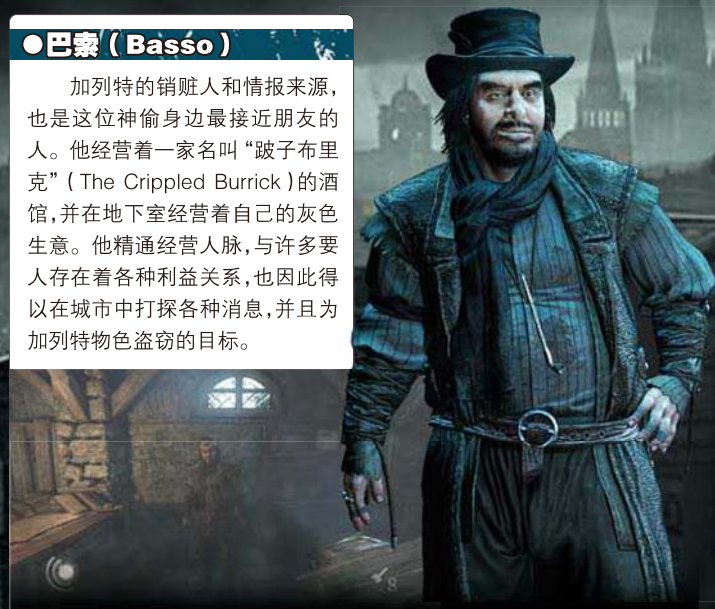 ●巴索（Basso）
加列特的销赃人和情报来源，
也是这位神偷身边最接近朋友的
人。他经营着一家名叫“跛子布里
克”（The Crippled Burrick）的酒
馆，并在地下室经营着自己的灰色
生意。他精通经营人脉，与许多要
人存在着各种利益关系，也因此得
以在城市中打探各种消息，并且为
加列特物色盗窃的目标。
8